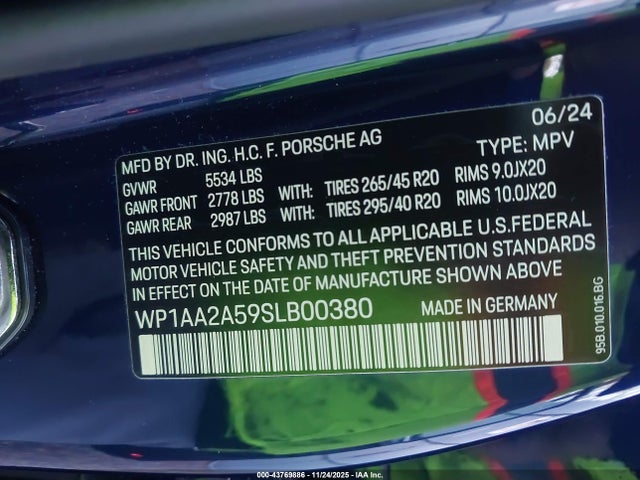 06/24
MFD BY DR. ING. H.C. F. PORSCHE AG
TYPE: MPV
GVWR 5534 LBS
GAWR FRONT 2778 LBS WITH: TIRES 265/45 R20 RIMS 9.0JX20
GAWR REAR 2987 LBS WITH: TIRES 295/40 R20 RIMS 10.0JX20
THIS VEHICLE CONFORMS TO ALL APPLICABLE U.S.FEDERAL
MOTOR VEHICLE SAFETY AND THEFT PREVENTION STANDARDS
IN EFFECT ON THE DATE OF MANUFACTURE SHOWN ABOVE
WP1AA2A59SLB00380 MADE IN GERMANY
95B.010.016.BG
000-43769886 - 11/24/2025 - IAA Inc.